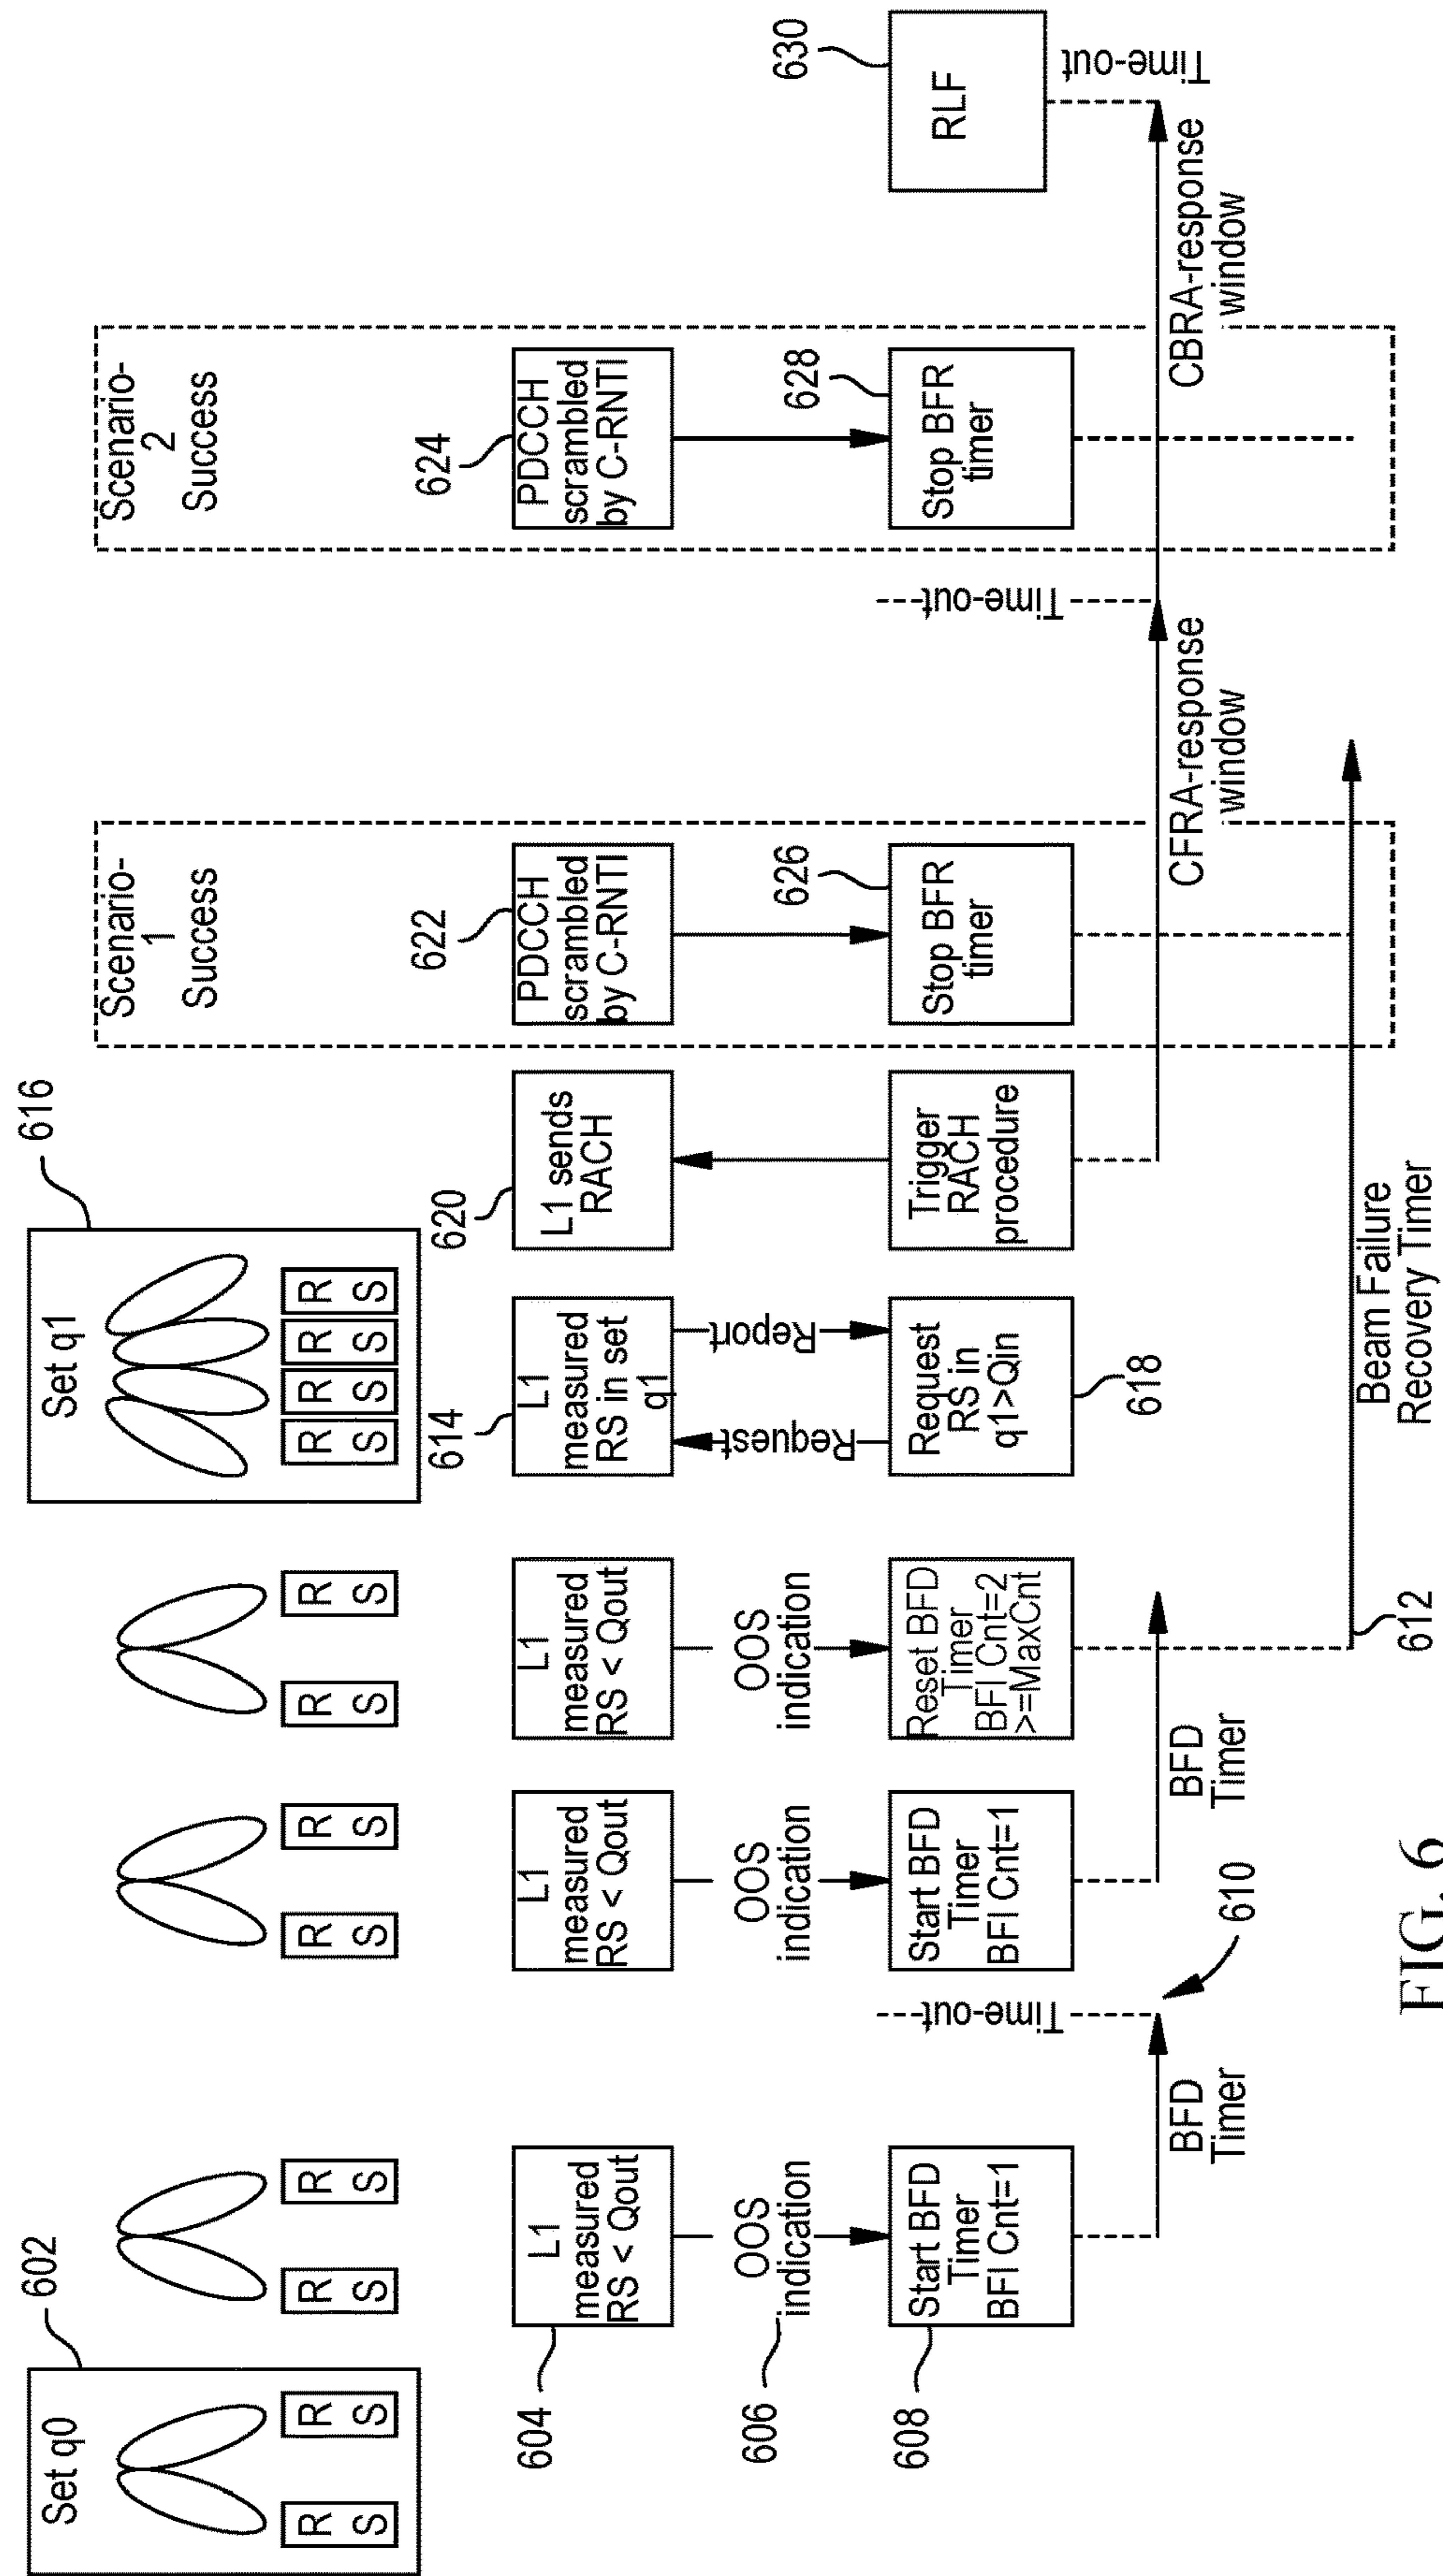 Set q0
602
R S
R S
R S
R S
R S
R S
R S
R S
Set q1
616
R S
R S
R S
R S
Scenario-
1
Success
Scenario-
2
Success
604
L1
measured
RS < Qout
L1
measured
RS < Qout
L1
measured
RS < Qout
614
L1
measured
RS in set
q1
620
L1 sends
RACH
622
PDCCH
scrambled
by C-RNTI
624
PDCCH
scrambled
by C-RNTI
606
OOS
indication
OOS
indication
OOS
indication
Request
Report
608
Start BFD
Timer
BFI Cnt=1
Time-out
Start BFD
Timer
BFI Cnt=1
Reset BFD
Timer
BFI Cnt=2
>=MaxCnt
Request
RS in
q1>Qin
618
Trigger
RACH
procedure
626
Stop BFR
timer
Time-out
628
Stop BFR
timer
630
RLF
Time-out
BFD
Timer
610
BFD
Timer
CFRA-response
window
CBRA-response
window
612
Beam Failure
Recovery Timer
FIG. 6